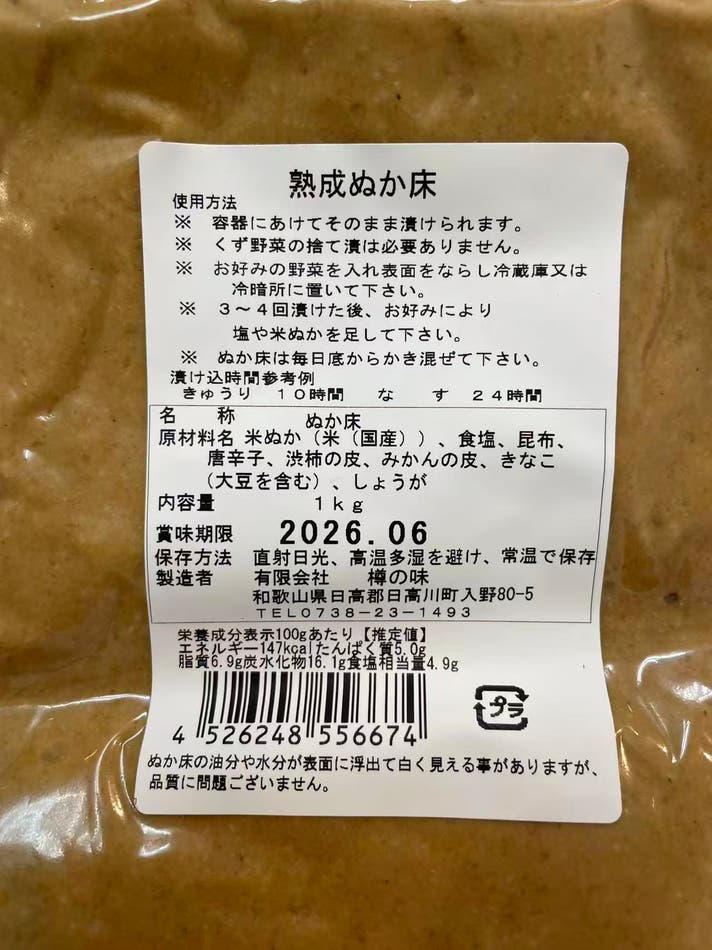 熟成ぬか床
使用方法
※ 容器にあけてそのまま漬けられます。
※ くず野菜の捨て漬は必要ありません。
※ お好みの野菜を入れ表面をならし冷蔵庫又は
冷暗所に置いて下さい。
※ ３〜４回漬けた後、お好みにより
塩や米ぬかを足して下さい。
※ ぬか床は毎日底からかき混ぜて下さい。
漬け込時間参考例
きゅうり １０時間 なす ２４時間
名称 ぬか床
原材料名 米ぬか（米（国産））、食塩、昆布、
唐辛子、渋柿の皮、みかんの皮、きなこ
（大豆を含む）、しょうが
内容量 １ｋｇ
賞味期限 2026.06
保存方法 直射日光、高温多湿を避け、常温で保存
製造者 有限会社 樽の味
和歌山県日高郡日高川町入野80-5
ＴＥＬ０７３８－２３－１４９３
栄養成分表示100gあたり【推定値】
エネルギー147kcalたんぱく質5.0g
脂質6.9g炭水化物16.1g食塩相当量4.9g
プラ
4 526248 556674
ぬか床の油分や水分が表面に浮出て白く見える事がありますが、
品質に問題ございません。